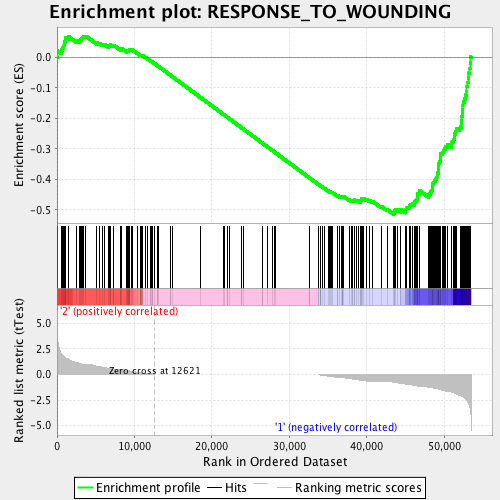 Enrichment plot: RESPONSE_TO_WOUNDING
Enrichment score (ES)
0.0
-0.1
-0.2
-0.3
-0.4
-0.5
'2' (positively correlated)
Ranked list metric (tTest)
5.0
2.5
0.0
-2.5
-5.0
Zero cross at 12621
'1' (negatively correlated)
0
10,000
20,000
30,000
40,000
50,000
Rank in Ordered Dataset
Enrichment profile
Hits
Ranking metric scores